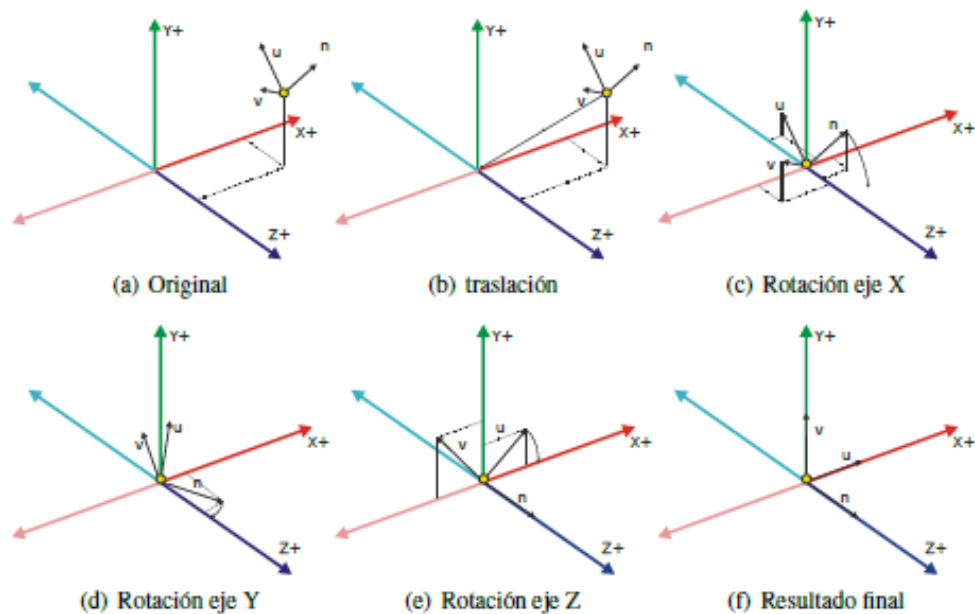 Y+
u
n
v
X+
Z+
(a) Original
Y+
u
n
v
X+
Z+
(b) traslación
Y+
u
n
v
X+
Z+
(c) Rotación eje X
Y+
v
u
n
X+
Z+
(d) Rotación eje Y
Y+
v
u
n
X+
Z+
(e) Rotación eje Z
Y+
v
u
n
X+
Z+
(f) Resultado final